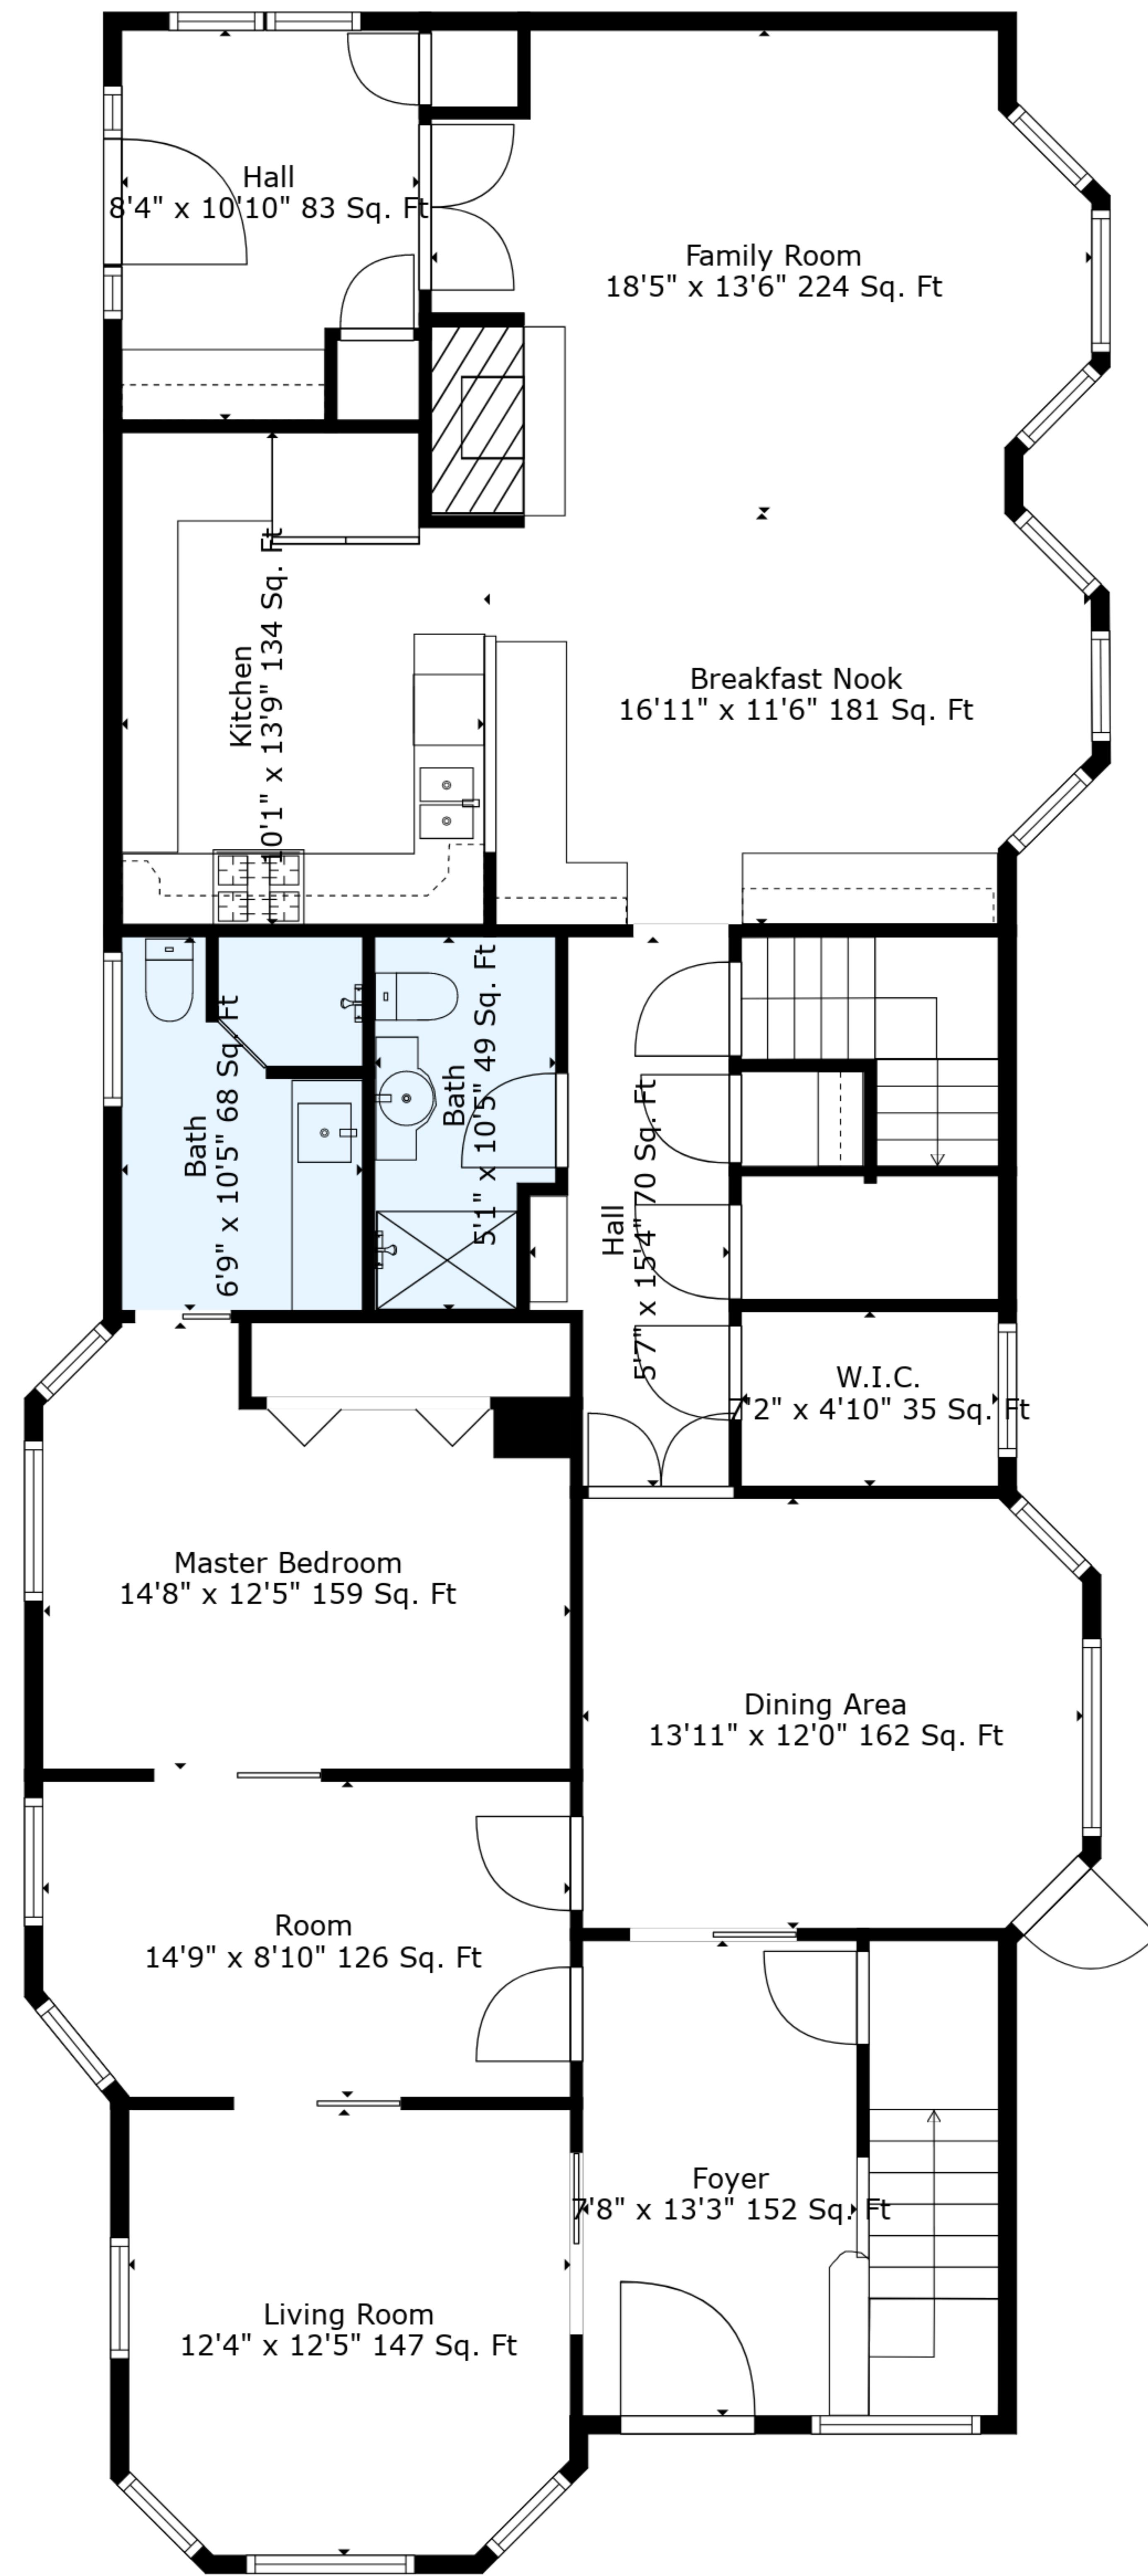 Hall
8'4" x 10'10" 83 Sq. Ft
Family Room
18'5" x 13'6" 224 Sq. Ft
Kitchen
10'1" x 13'9" 134 Sq. Ft
Breakfast Nook
16'11" x 11'6" 181 Sq. Ft
Bath
6'9" x 10'5" 68 Sq. Ft
Bath
5'1" x 10'5" 49 Sq. Ft
Hall
5'7" x 15'4" 70 Sq. Ft
W.I.C.
7'2" x 4'10" 35 Sq. Ft
Master Bedroom
14'8" x 12'5" 159 Sq. Ft
Dining Area
13'11" x 12'0" 162 Sq. Ft
Room
14'9" x 8'10" 126 Sq. Ft
Foyer
7'8" x 13'3" 152 Sq. Ft
Living Room
12'4" x 12'5" 147 Sq. Ft